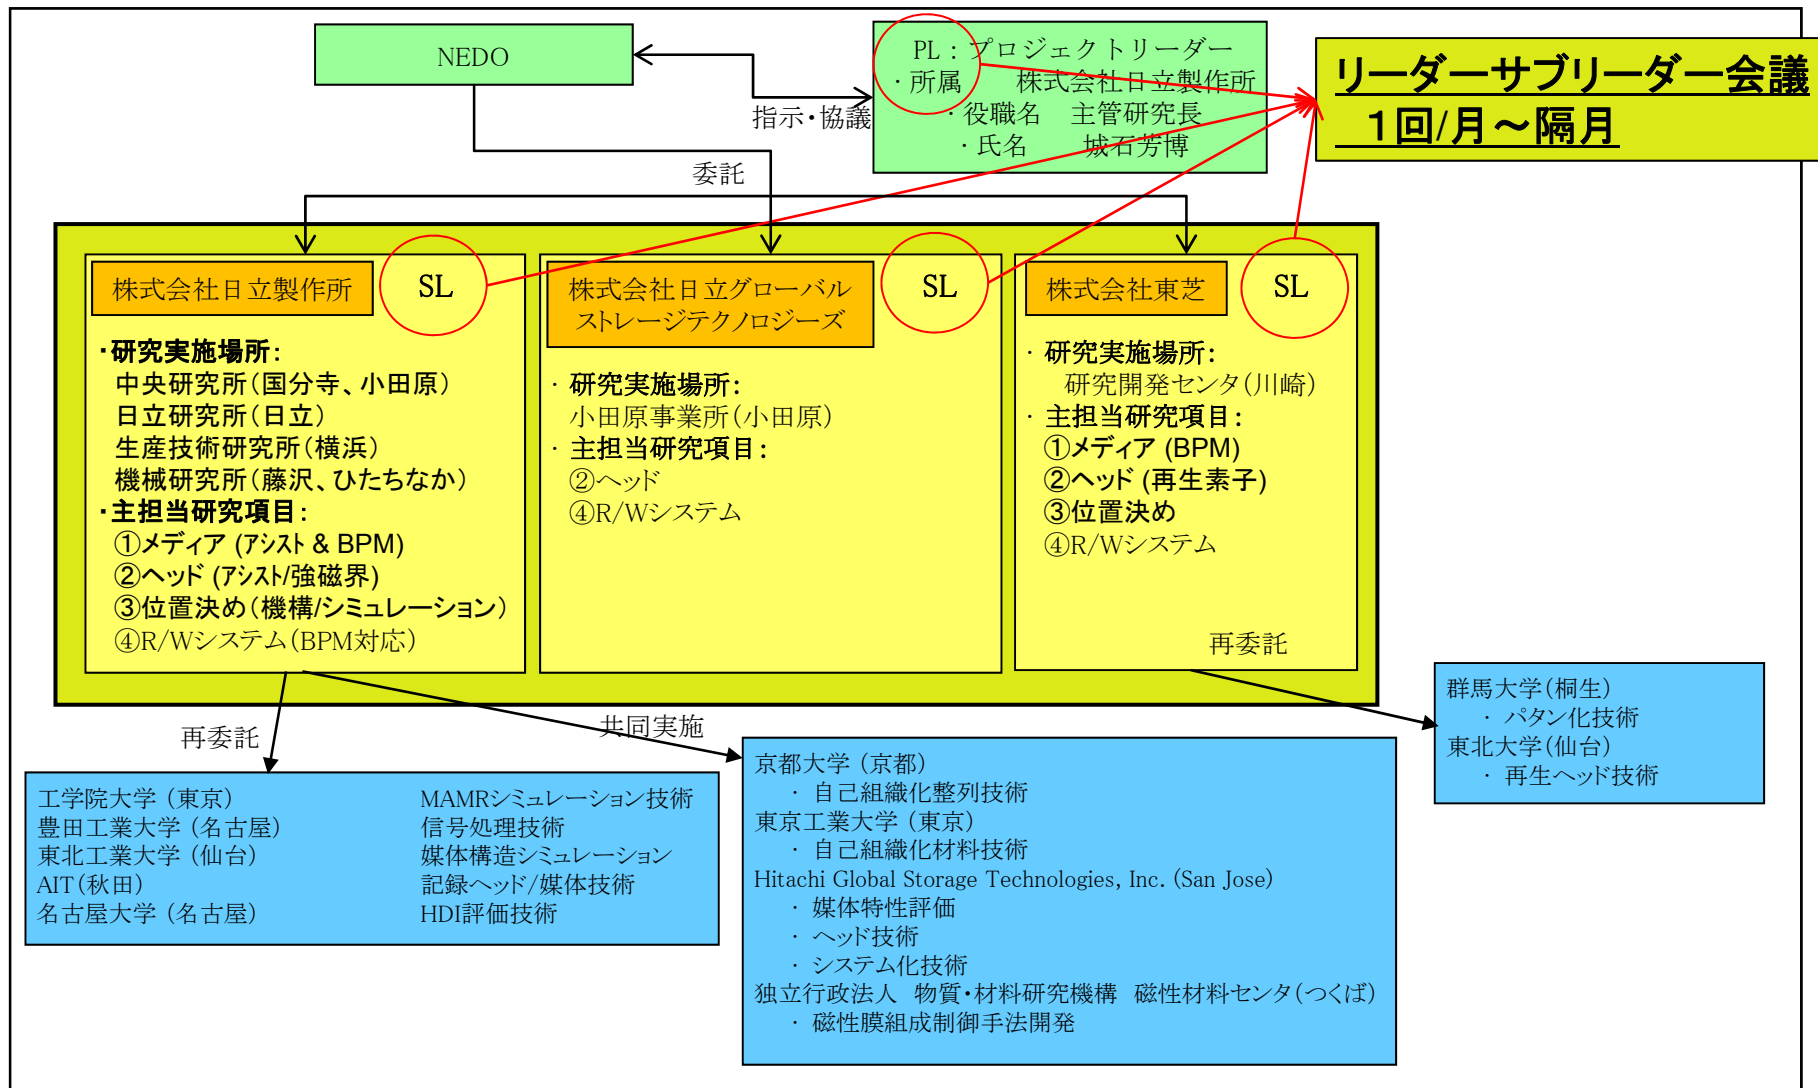 NEDO
PL：プロジェクトリーダー
・所属　　株式会社日立製作所
・役職名　主管研究長
・氏名　　城石芳博
リーダーサブリーダー会議
1回/月～隔月
指示・協議
委託
株式会社日立製作所
SL
・研究実施場所：
中央研究所（国分寺、小田原）
日立研究所（日立）
生産技術研究所（横浜）
機械研究所（藤沢、ひたちなか）
・主担当研究項目：
①メディア (ｱｼｽﾄ & BPM)
②ヘッド (ｱｼｽﾄ/強磁界)
③位置決め（機構/シミュレーション）
④R/Wシステム（BPM対応）
株式会社日立グローバル
ストレージテクノロジーズ
SL
・研究実施場所：
小田原事業所（小田原）
・主担当研究項目：
②ヘッド
④R/Wシステム
株式会社東芝
SL
・研究実施場所：
研究開発センタ（川崎）
・主担当研究項目：
①メディア (BPM)
②ヘッド (再生素子)
③位置決め
④R/Wシステム
再委託
再委託
共同実施
工学院大学 （東京）　MAMRシミュレーション技術
豊田工業大学 （名古屋）　信号処理技術
東北工業大学 （仙台）　媒体構造シミュレーション
AIT（秋田）　記録ヘッド/媒体技術
名古屋大学 （名古屋）　HDI評価技術
京都大学 （京都）
・自己組織化整列技術
東京工業大学 （東京）
・自己組織化材料技術
Hitachi Global Storage Technologies, Inc. (San Jose)
・媒体特性評価
・ヘッド技術
・システム化技術
独立行政法人　物質・材料研究機構　磁性材料センタ（つくば）
・磁性膜組成制御手法開発
群馬大学（桐生）
・パタン化技術
東北大学（仙台）
・再生ヘッド技術